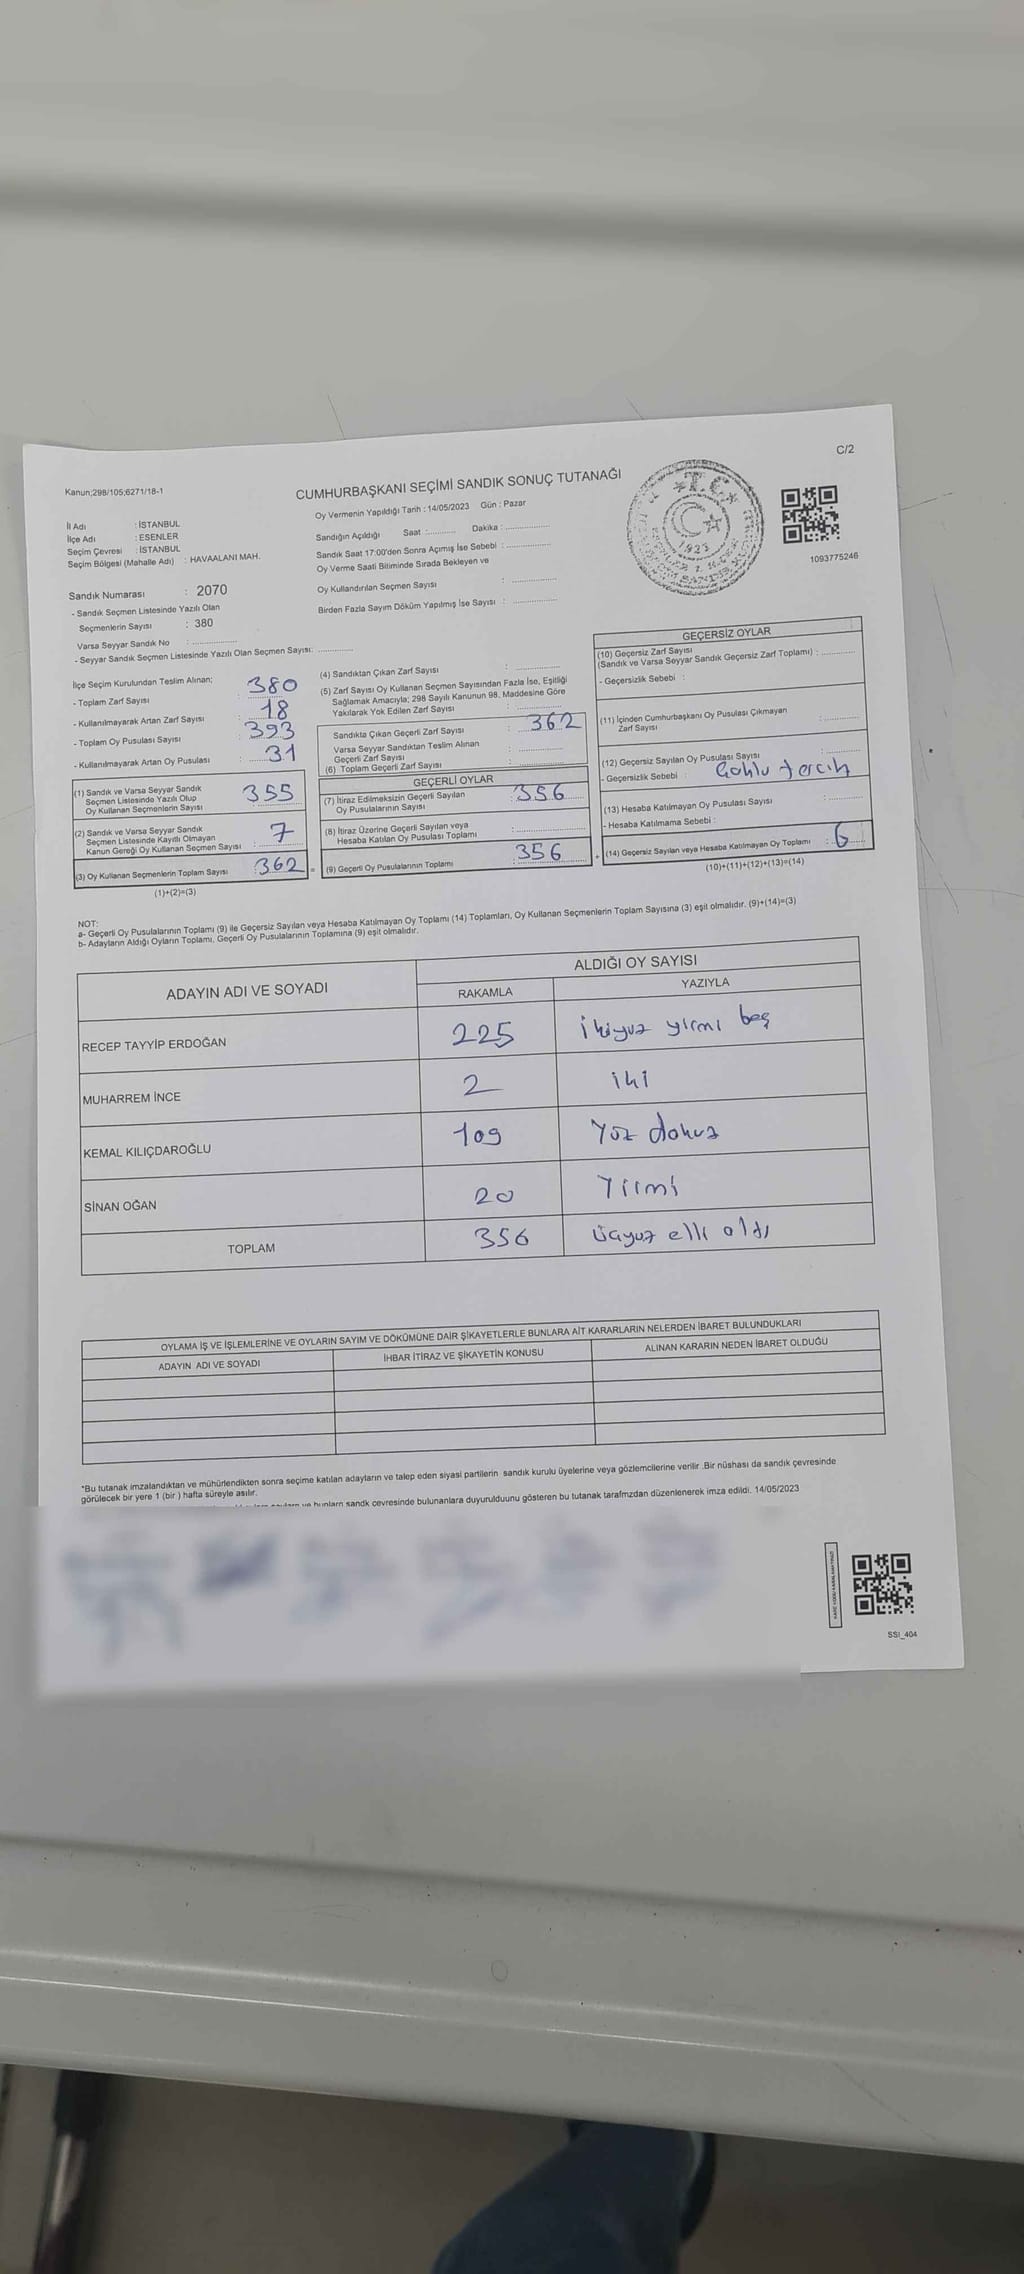 C/2
Kanun;298/105;6271/18-1
CUMHURBAŞKANI SEÇİMİ SANDIK SONUÇ TUTANAĞI
İl Adı : İSTANBUL
İlçe Adı : ESENLER
Seçim Çevresi : İSTANBUL
Seçim Bölgesi (Mahalle Adı) : HAVAALANI MAH.
Sandık Numarası : 2070
- Sandık Seçmen Listesinde Yazılı Olan
Seçmenlerin Sayısı : 380
Varsa Seyyar Sandık No : ..................
- Seyyar Sandık Seçmen Listesinde Yazılı Olan Seçmen Sayısı: ..............
Oy Vermenin Yapıldığı Tarih : 14/05/2023 Gün : Pazar
Sandığın Açıldığı Saat :........... Dakika : ..................
Sandık Saat 17:00'den Sonra Açımış İse Sebebi : ..................
Oy Verme Saati Bitiminde Sırada Bekleyen ve
Oy Kullandırılan Seçmen Sayısı : ..................
Birden Fazla Sayım Döküm Yapılmış İse Sayısı : ..................
T.C.
1923
1093775246
İlçe Seçim Kurulundan Teslim Alınan;
- Toplam Zarf Sayısı : 380
- Kullanılmayarak Artan Zarf Sayısı : 18
- Toplam Oy Pusulası Sayısı : 393
- Kullanılmayarak Artan Oy Pusulası : 31
(1) Sandık ve Varsa Seyyar Sandık
Seçmen Listesinde Yazılı Olup
Oy Kullanan Seçmenlerin Sayısı 355
(2) Sandık ve Varsa Seyyar Sandık
Seçmen Listesinde Kayıtlı Olmayan
Kanun Gereği Oy Kullanan Seçmen Sayısı : 7
(3) Oy Kullanan Seçmenlerin Toplam Sayısı : 362
(1)+(2)=(3)
(4) Sandıktan Çıkan Zarf Sayısı : ..................
(5) Zarf Sayısı Oy Kullanan Seçmen Sayısından Fazla İse, Eşitliği
Sağlamak Amacıyla; 298 Sayılı Kanunun 98. Maddesine Göre
Yakılarak Yok Edilen Zarf Sayısı : ..................
Sandıkta Çıkan Geçerli Zarf Sayısı : 362
Varsa Seyyar Sandıktan Teslim Alınan
Geçerli Zarf Sayısı : ..................
(6) Toplam Geçerli Zarf Sayısı : ..................
GEÇERLİ OYLAR
(7) İtiraz Edilmeksizin Geçerli Sayılan
Oy Pusulalarının Sayısı : 356
(8) İtiraz Üzerine Geçerli Sayılan veya
Hesaba Katılan Oy Pusulası Toplamı : ..................
(9) Geçerli Oy Pusulalarının Toplamı : 356
GEÇERSİZ OYLAR
(10) Geçersiz Zarf Sayısı
(Sandık ve Varsa Seyyar Sandık Geçersiz Zarf Toplamı) : .............
- Geçersizlik Sebebi :
(11) İçinden Cumhurbaşkanı Oy Pusulası Çıkmayan
Zarf Sayısı : .............
(12) Geçersiz Sayılan Oy Pusulası Sayısı : .............
- Geçersizlik Sebebi : Çoklu tercih
(13) Hesaba Katılmayan Oy Pusulası Sayısı : .............
- Hesaba Katılmama Sebebi :
+ (14) Geçersiz Sayılan veya Hesaba Katılmayan Oy Toplamı : 6
(10)+(11)+(12)+(13)=(14)
NOT:
a- Geçerli Oy Pusulalarının Toplamı (9) ile Geçersiz Sayılan veya Hesaba Katılmayan Oy Toplamı (14) Toplamları, Oy Kullanan Seçmenlerin Toplam Sayısına (3) eşit olmalıdır. (9)+(14)=(3)
b- Adayların Aldığı Oyların Toplamı, Geçerli Oy Pusulalarının Toplamına (9) eşit olmalıdır.
ADAYIN ADI VE SOYADI ALDIĞI OY SAYISI
RAKAMLA YAZIYLA
RECEP TAYYİP ERDOĞAN 225 ikiyüz yirmi beş
MUHARREM İNCE 2 iki
KEMAL KILIÇDAROĞLU 109 Yüz dokuz
SİNAN OĞAN 20 Yirmi
TOPLAM 356 üçyüz elli altı
OYLAMA İŞ VE İŞLEMLERİNE VE OYLARIN SAYIM VE DÖKÜMÜNE DAİR ŞİKAYETLERLE BUNLARA AİT KARARLARIN NELERDEN İBARET BULUNDUKLARI
ADAYIN ADI VE SOYADI İHBAR İTİRAZ VE ŞİKAYETİN KONUSU ALINAN KARARIN NEDEN İBARET OLDUĞU
*Bu tutanak imzalandıktan ve mühürlendikten sonra seçime katılan adayların ve talep eden siyasi partilerin sandık kurulu üyelerine veya gözlemcilerine verilir .Bir nüshası da sandık çevresinde
görülecek bir yere 1 (bir ) hafta süreyle asılır.
ve bunların sandk çevresinde bulunanlara duyurulduunu gösteren bu tutanak tarafmzdan düzenlenerek imza edildi. 14/05/2023
SSI_404